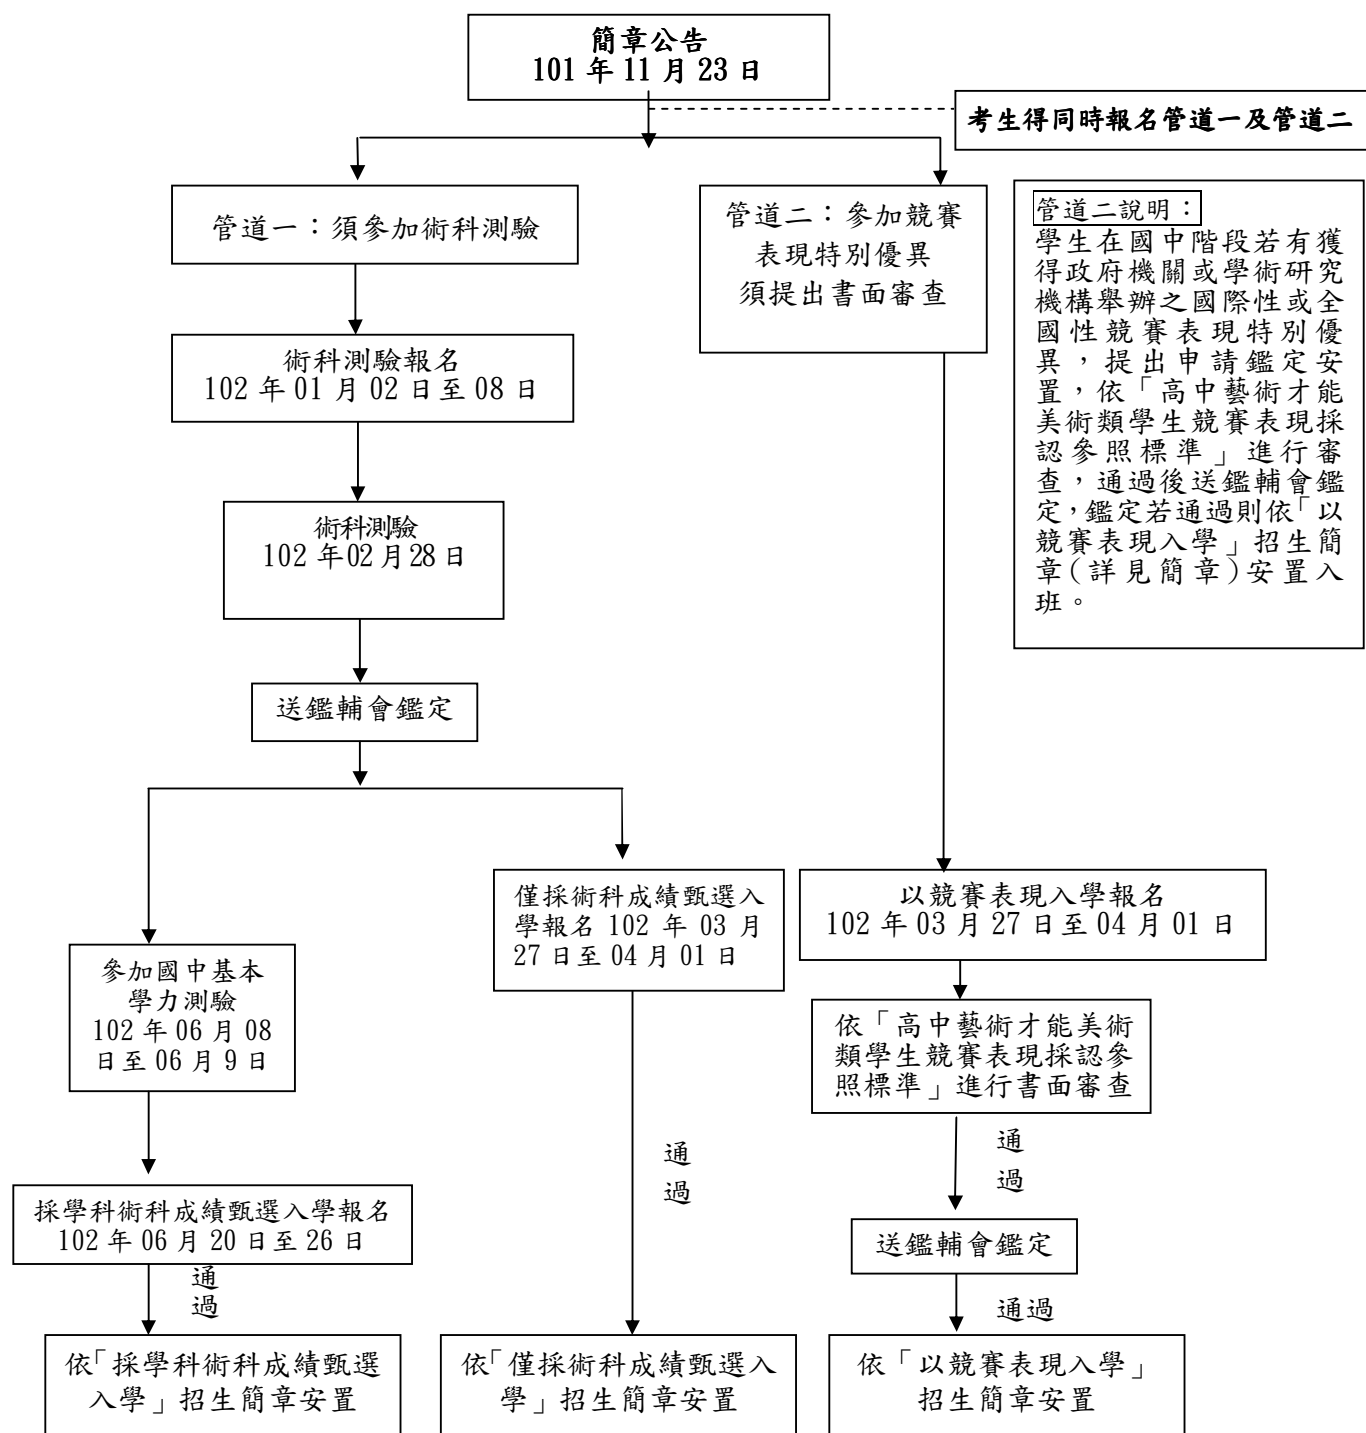 簡章公告
101 年 11 月 23 日
考生得同時報名管道一及管道二
管道一：須參加術科測驗
管道二：參加競賽
表現特別優異
須提出書面審查
管道二說明：
學生在國中階段若有獲
得政府機關或學術研究
機構舉辦之國際性或全
國性競賽表現特別優
異，提出申請鑑定安
置，依「高中藝術才能
美術類學生競賽表現採
認參照標準」進行審
查，通過後送鑑輔會鑑
定，鑑定若通過則依「以
競賽表現入學」招生簡
章(詳見簡章)安置入
班。
術科測驗報名
102 年 01 月 02 日至 08 日
術科測驗
102 年 02 月 28 日
送鑑輔會鑑定
僅採術科成績甄選入
學報名 102 年 03 月
27 日至 04 月 01 日
以競賽表現入學報名
102 年 03 月 27 日至 04 月 01 日
參加國中基本
學力測驗
102 年 06 月 08
日至 06 月 9 日
依「高中藝術才能美術
類學生競賽表現採認參
照標準」進行書面審查
通
過
通
過
採學科術科成績甄選入學報名
102 年 06 月 20 日至 26 日
送鑑輔會鑑定
通
過
通過
依「採學科術科成績甄選
入學」招生簡章安置
依「僅採術科成績甄選入
學」招生簡章安置
依「以競賽表現入學」
招生簡章安置